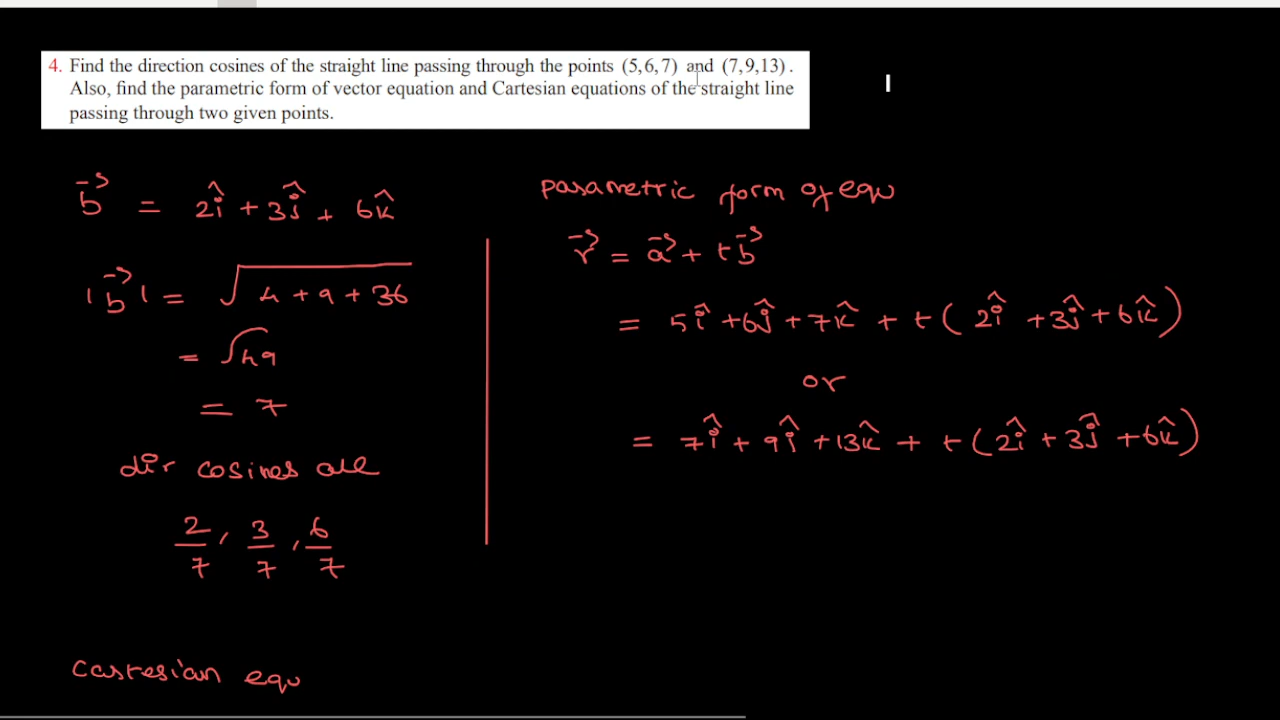 4. Find the direction cosines of the straight line passing through the points (5,6,7) and (7,9,13).
Also, find the parametric form of vector equation and Cartesian equations of the straight line
passing through two given points.
b⃗ = 2î + 3ĵ + 6k̂
|b⃗| = √(4 + 9 + 36)
= √49
= 7
dir cosines are
2/7, 3/7, 6/7
Cartesian equ
parametric form of equ
r⃗ = a⃗ + t b⃗
= 5î + 6ĵ + 7k̂ + t(2î + 3ĵ + 6k̂)
or
= 7î + 9ĵ + 13k̂ + t(2î + 3ĵ + 6k̂)